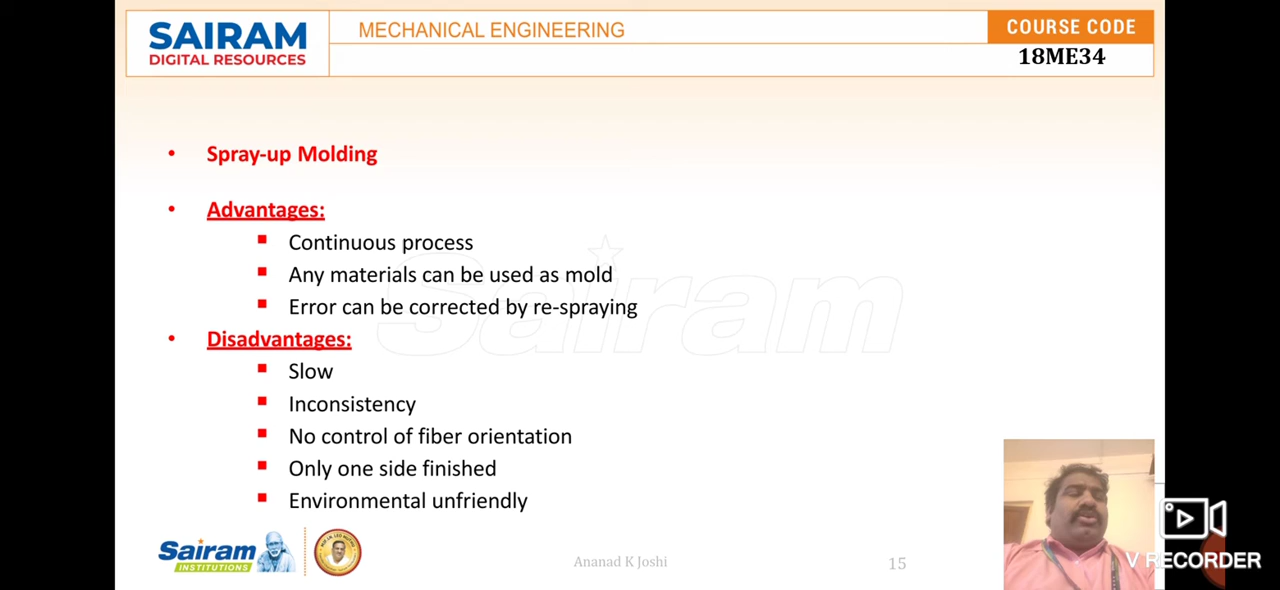 SAIRAM
DIGITAL RESOURCES
MECHANICAL ENGINEERING
COURSE CODE
18ME34
• Spray-up Molding
• Advantages:
▪ Continuous process
▪ Any materials can be used as mold
▪ Error can be corrected by re-spraying
Sairam
• Disadvantages:
▪ Slow
▪ Inconsistency
▪ No control of fiber orientation
▪ Only one side finished
▪ Environmental unfriendly
Sairam
INSTITUTIONS
Ananad K Joshi
15
V RECORDER